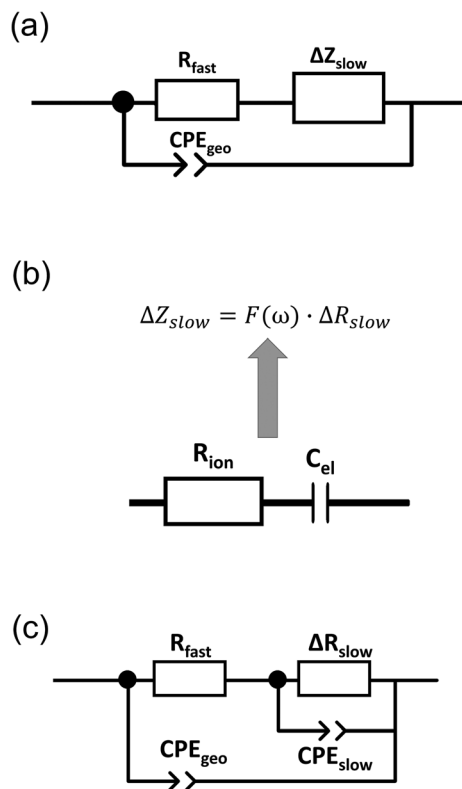 (a)
R_fast ΔZ_slow
CPE_geo
(b)
ΔZ_slow = F(ω) · ΔR_slow
R_ion C_el
(c)
R_fast ΔR_slow
CPE_geo CPE_slow